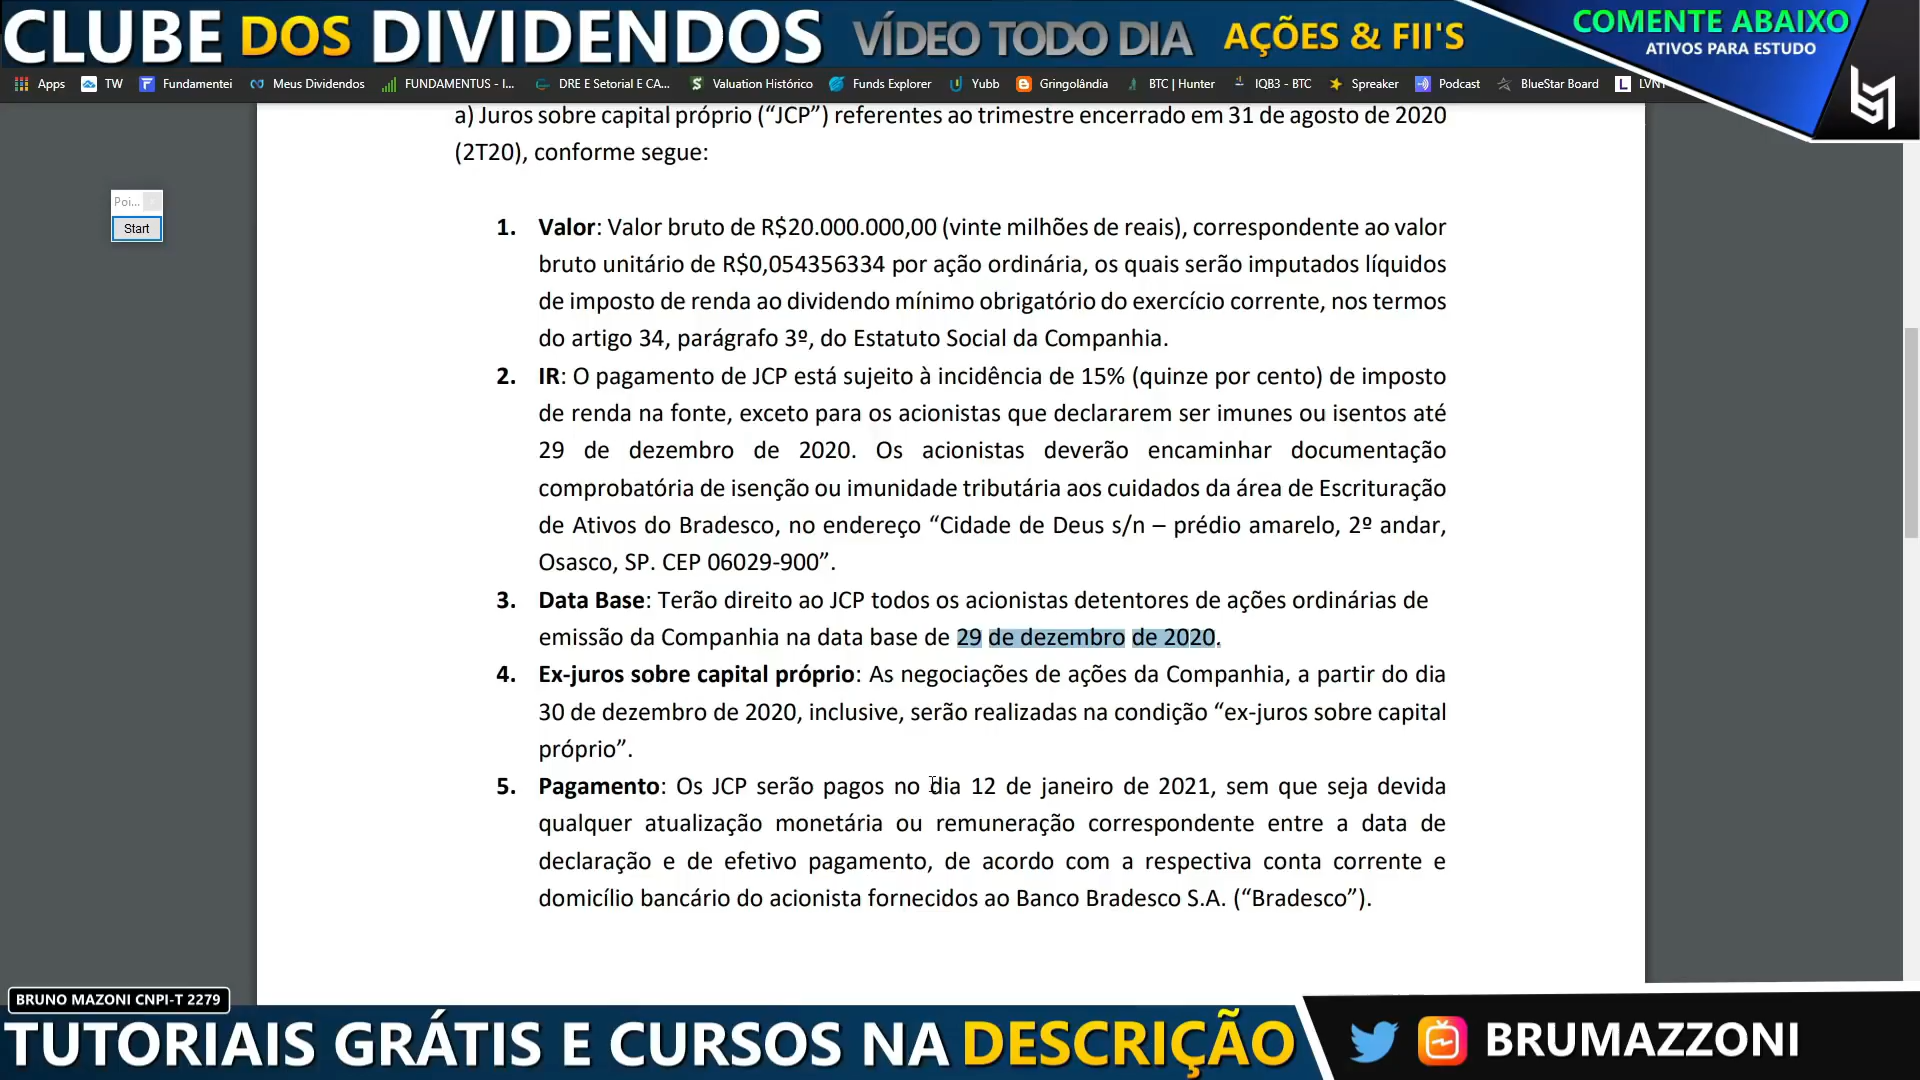 CLUBE DOS DIVIDENDOS VÍDEO TODO DIA AÇÕES & FII'S
COMENTE ABAIXO
ATIVOS PARA ESTUDO
Apps TW Fundamentei Meus Dividendos FUNDAMENTUS - I... DRE E Setorial E CA... Valuation Histórico Funds Explorer Yubb Gringolândia BTC | Hunter IQB3 - BTC Spreaker Podcast BlueStar Board
a) Juros sobre capital próprio (“JCP”) referentes ao trimestre encerrado em 31 de agosto de 2020
(2T20), conforme segue:
Poi...
Start
1. Valor: Valor bruto de R$20.000.000,00 (vinte milhões de reais), correspondente ao valor
bruto unitário de R$0,054356334 por ação ordinária, os quais serão imputados líquidos
de imposto de renda ao dividendo mínimo obrigatório do exercício corrente, nos termos
do artigo 34, parágrafo 3º, do Estatuto Social da Companhia.
2. IR: O pagamento de JCP está sujeito à incidência de 15% (quinze por cento) de imposto
de renda na fonte, exceto para os acionistas que declararem ser imunes ou isentos até
29 de dezembro de 2020. Os acionistas deverão encaminhar documentação
comprobatória de isenção ou imunidade tributária aos cuidados da área de Escrituração
de Ativos do Bradesco, no endereço “Cidade de Deus s/n – prédio amarelo, 2º andar,
Osasco, SP. CEP 06029-900”.
3. Data Base: Terão direito ao JCP todos os acionistas detentores de ações ordinárias de
emissão da Companhia na data base de 29 de dezembro de 2020.
4. Ex-juros sobre capital próprio: As negociações de ações da Companhia, a partir do dia
30 de dezembro de 2020, inclusive, serão realizadas na condição “ex-juros sobre capital
próprio”.
5. Pagamento: Os JCP serão pagos no dia 12 de janeiro de 2021, sem que seja devida
qualquer atualização monetária ou remuneração correspondente entre a data de
declaração e de efetivo pagamento, de acordo com a respectiva conta corrente e
domicílio bancário do acionista fornecidos ao Banco Bradesco S.A. (“Bradesco”).
BRUNO MAZONI CNPI-T 2279
TUTORIAIS GRÁTIS E CURSOS NA DESCRIÇÃO
BRUMAZZONI